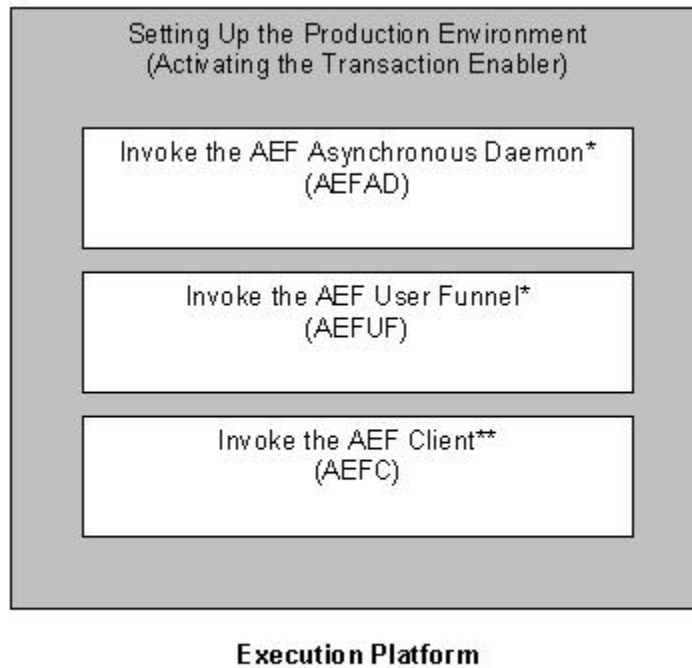 Setting Up the Production Environment
(Activating the Transaction Enabler)
Invoke the AEF Asynchronous Daemon*
(AEFAD)
Invoke the AEF User Funnel*
(AEFUF)
Invoke the AEF Client**
(AEFC)
Execution Platform